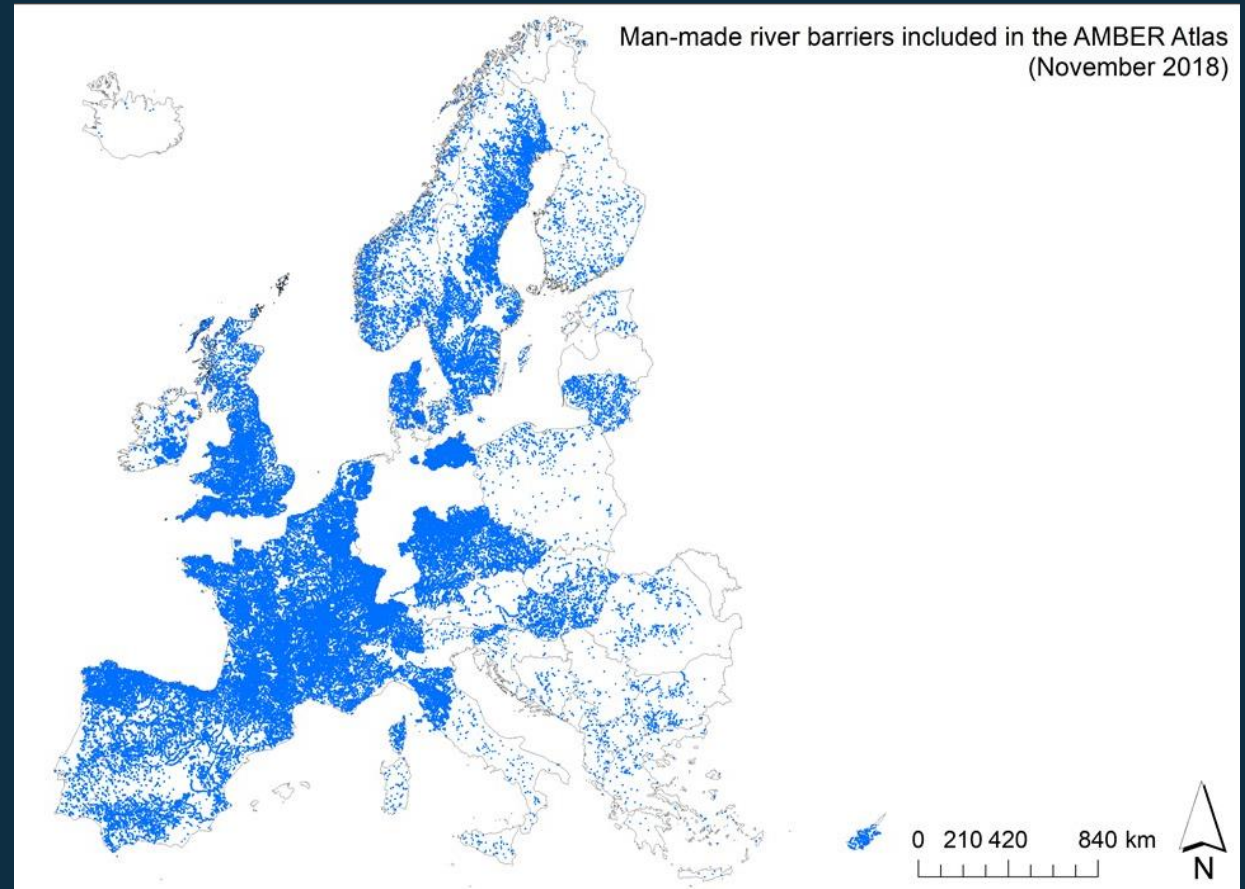 Man-made river barriers included in the AMBER Atlas
(November 2018)
0 210 420 840 km
N